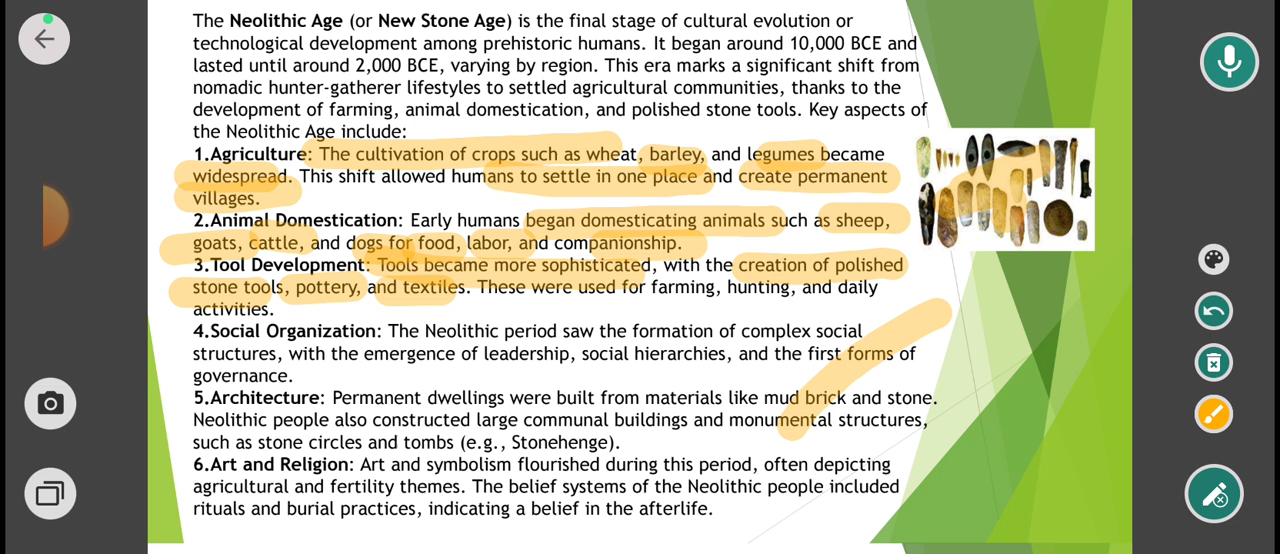 The Neolithic Age (or New Stone Age) is the final stage of cultural evolution or
technological development among prehistoric humans. It began around 10,000 BCE and
lasted until around 2,000 BCE, varying by region. This era marks a significant shift from
nomadic hunter-gatherer lifestyles to settled agricultural communities, thanks to the
development of farming, animal domestication, and polished stone tools. Key aspects of
the Neolithic Age include:
1.Agriculture: The cultivation of crops such as wheat, barley, and legumes became
widespread. This shift allowed humans to settle in one place and create permanent
villages.
2.Animal Domestication: Early humans began domesticating animals such as sheep,
goats, cattle, and dogs for food, labor, and companionship.
3.Tool Development: Tools became more sophisticated, with the creation of polished
stone tools, pottery, and textiles. These were used for farming, hunting, and daily
activities.
4.Social Organization: The Neolithic period saw the formation of complex social
structures, with the emergence of leadership, social hierarchies, and the first forms of
governance.
5.Architecture: Permanent dwellings were built from materials like mud brick and stone.
Neolithic people also constructed large communal buildings and monumental structures,
such as stone circles and tombs (e.g., Stonehenge).
6.Art and Religion: Art and symbolism flourished during this period, often depicting
agricultural and fertility themes. The belief systems of the Neolithic people included
rituals and burial practices, indicating a belief in the afterlife.